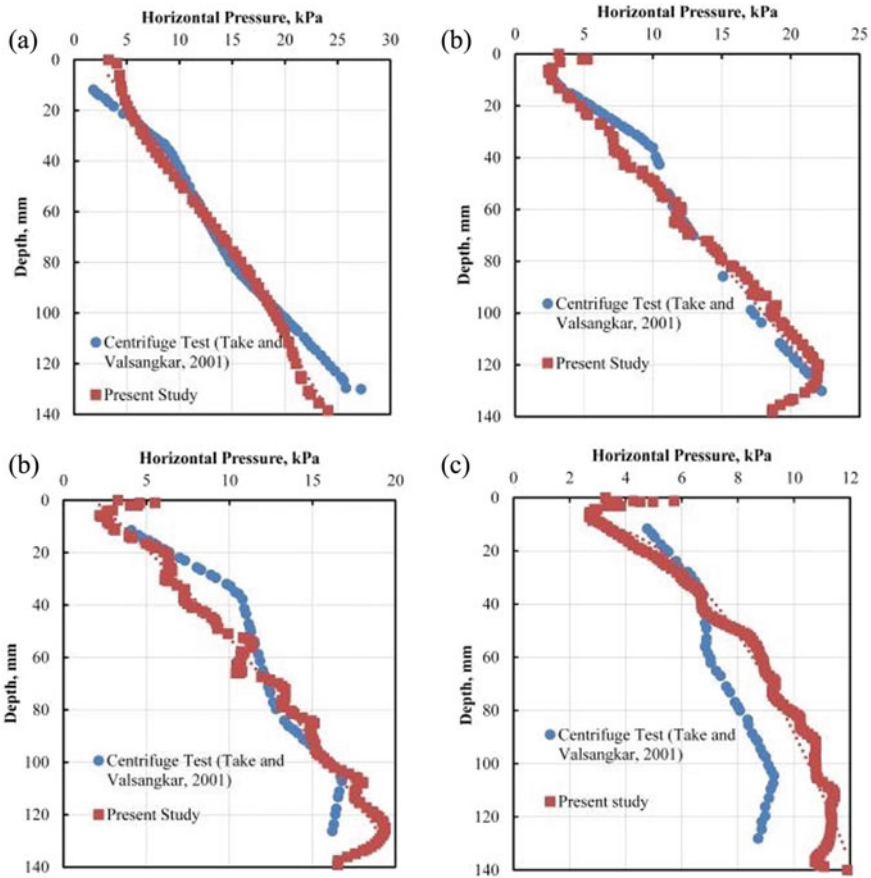 (a)
Horizontal Pressure, kPa
0 5 10 15 20 25 30
0
20
40
60
80
100
120
140
Depth, mm
Centrifuge Test (Take and
Valsangkar, 2001)
Present Study
(b)
Horizontal Pressure, kPa
0 5 10 15 20 25
0
20
40
60
80
100
120
140
Depth, mm
Centrifuge Test (Take and
Valsangkar, 2001)
Present Study
(b)
Horizontal Pressure, kPa
0 5 10 15 20
0
20
40
60
80
100
120
140
Depth, mm
Centrifuge Test (Take and
Valsangkar, 2001)
Present Study
(c)
Horizontal Pressure, kPa
0 2 4 6 8 10 12
0
20
40
60
80
100
120
140
Depth, mm
Centrifuge Test (Take and
Valsangkar, 2001)
Present study